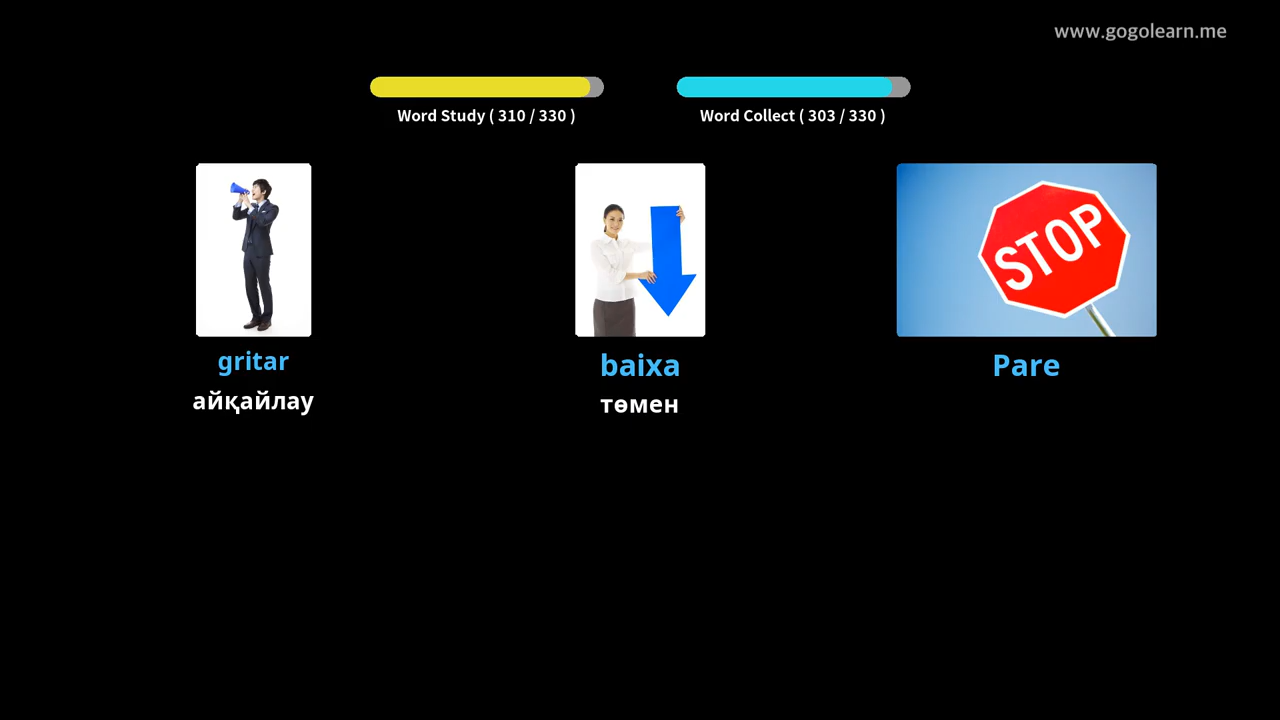 www.gogolearn.me
Word Study ( 310 / 330 )
Word Collect ( 303 / 330 )
STOP
gritar
baixa
Pare
айқайлау
төмен